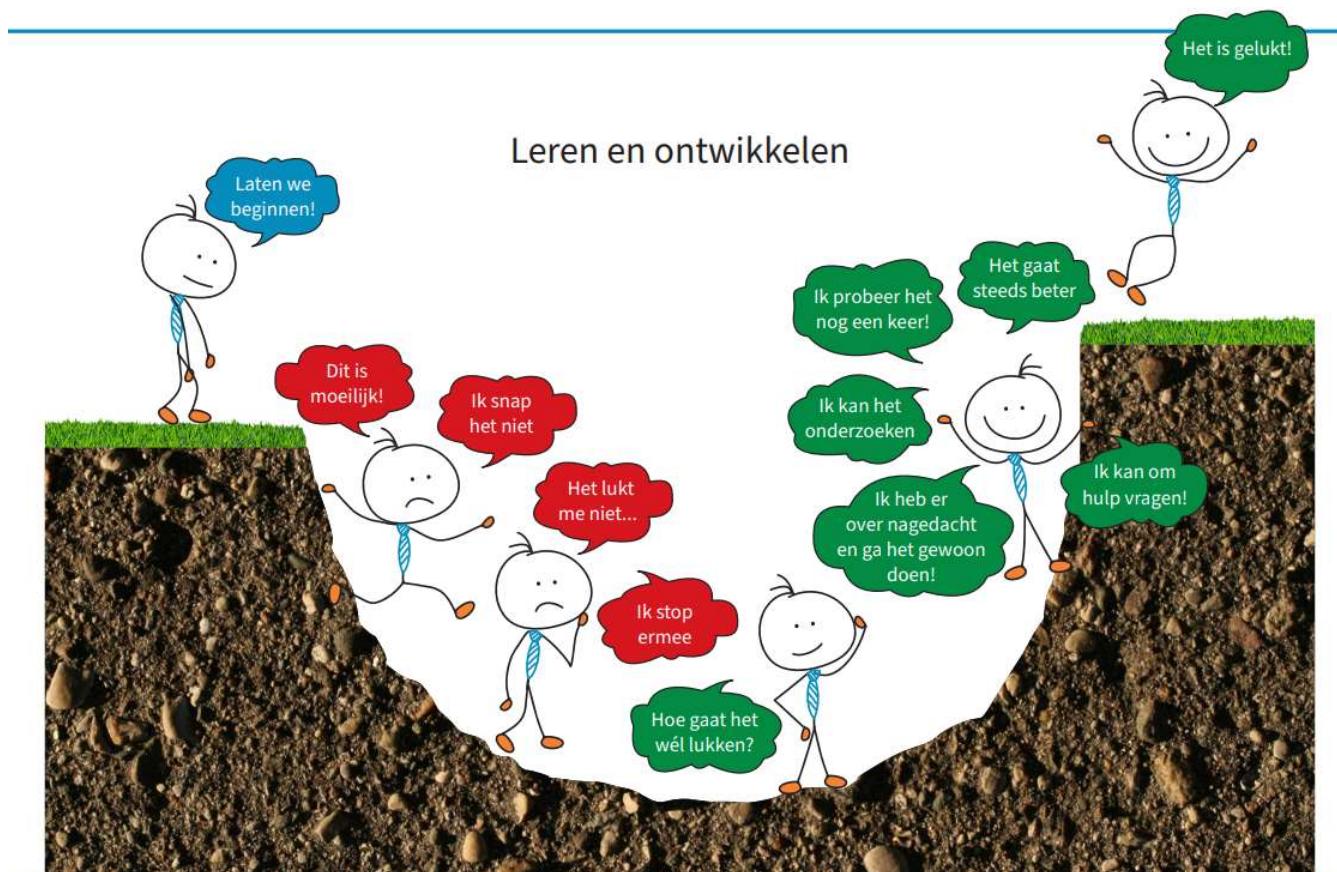 Het is gelukt!
Leren en ontwikkelen
Laten we
beginnen!
Dit is
moeilijk!
Ik snap
het niet
Het lukt
me niet...
Ik stop
ermee
Hoe gaat het
wél lukken?
Ik heb er
over nagedacht
en ga het gewoon
doen!
Ik kan het
onderzoeken
Ik probeer het
nog een keer!
Het gaat
steeds beter
Ik kan om
hulp vragen!